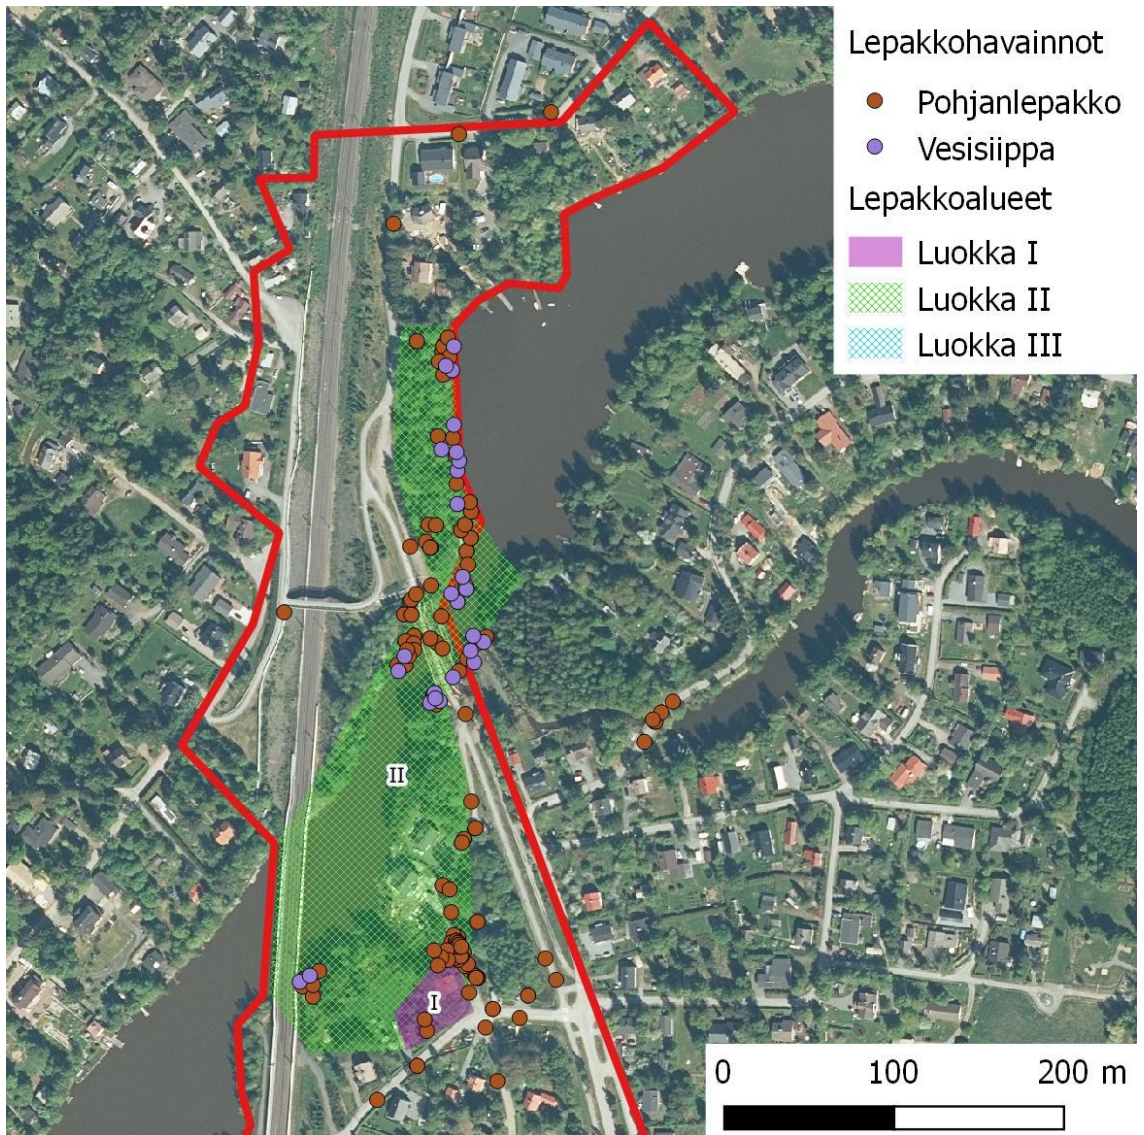 Lepakkohavainnot
Pohjanlepakko
Vesisiippa
Lepakkoalueet
Luokka I
Luokka II
Luokka III
II
I
0 100 200 m